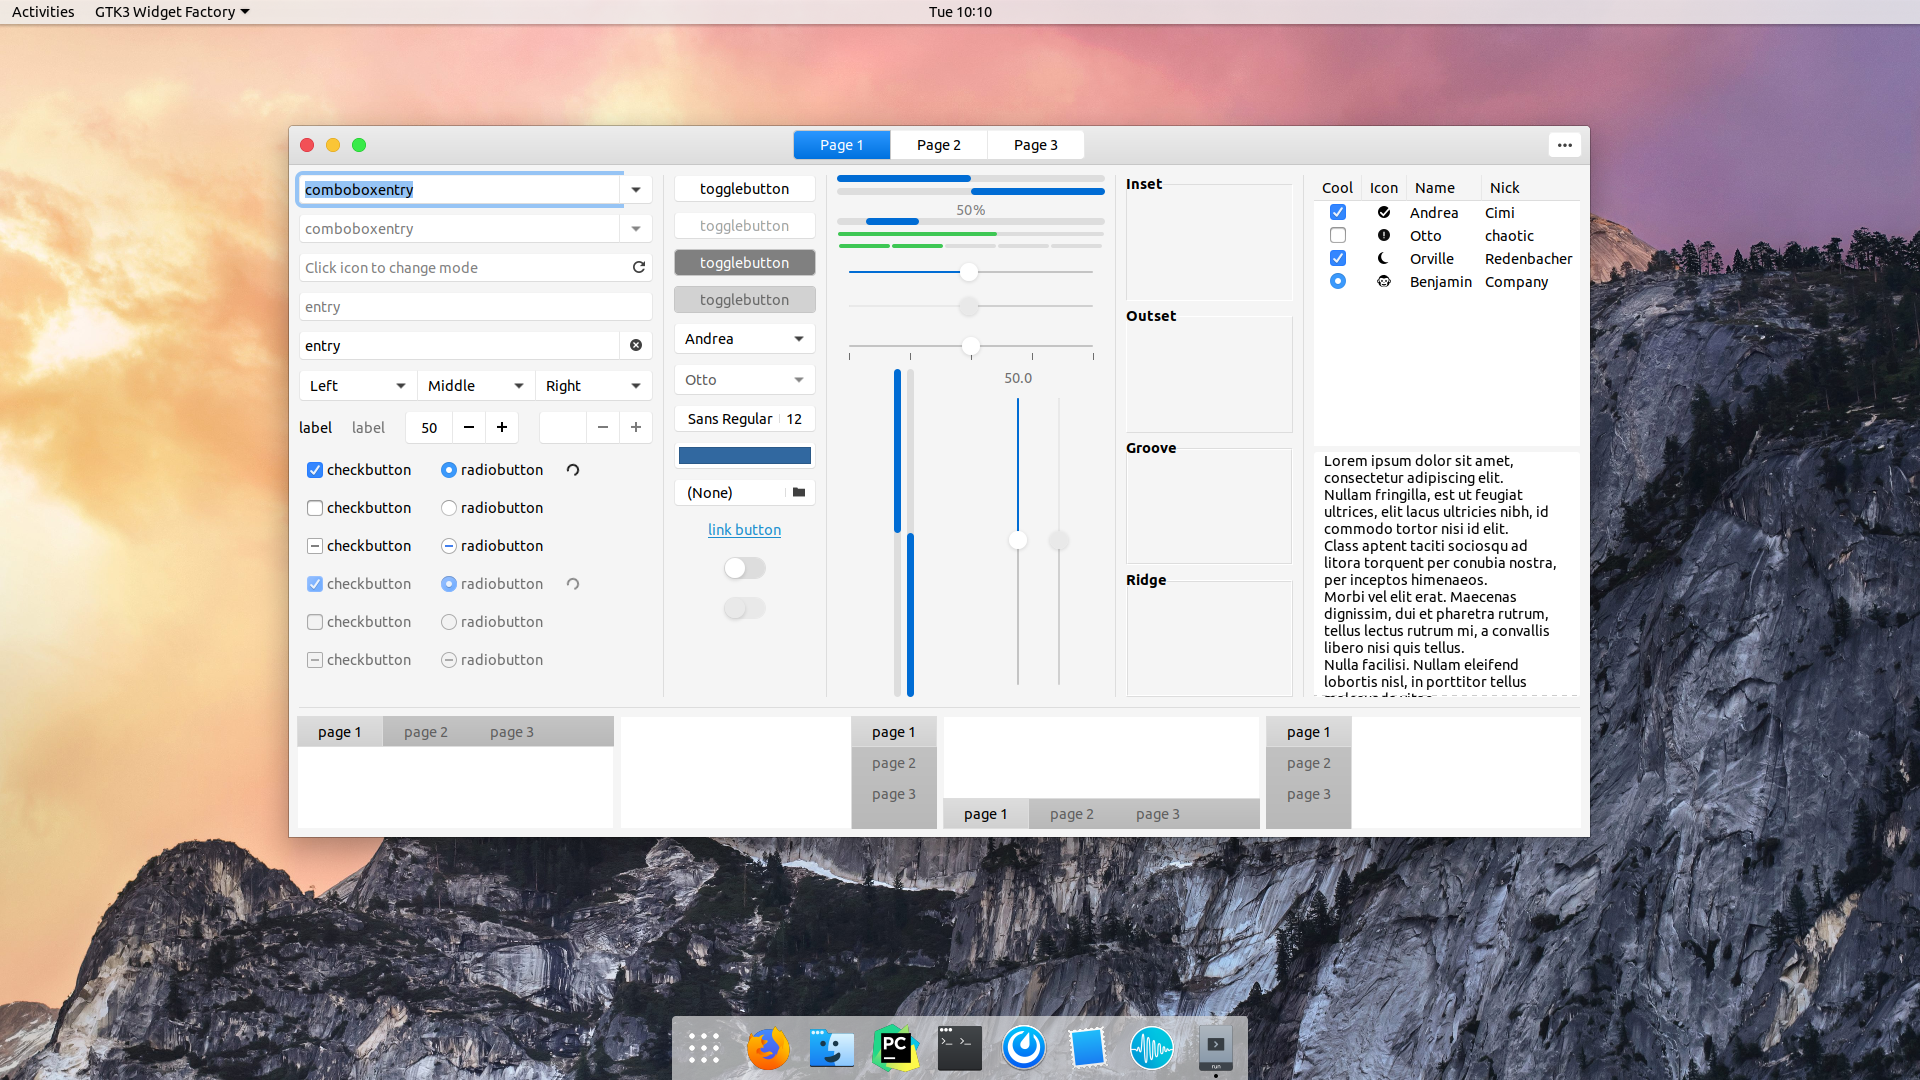 Activities GTK3 Widget Factory Tue 10:10
Page 1 Page 2 Page 3
comboboxentry
comboboxentry
Click icon to change mode
entry
entry
Left Middle Right
label label 50
checkbutton radiobutton
checkbutton radiobutton
checkbutton radiobutton
checkbutton radiobutton
checkbutton radiobutton
checkbutton radiobutton
togglebutton
togglebutton
togglebutton
togglebutton
Andrea
Otto
Sans Regular 12
(None)
link button
50%
50.0
Inset
Outset
Groove
Ridge
Cool Icon Name Nick
Andrea Cimi
Otto chaotic
Orville Redenbacher
Benjamin Company
Lorem ipsum dolor sit amet,
consectetur adipiscing elit.
Nullam fringilla, est ut feugiat
ultrices, elit lacus ultricies nibh, id
commodo tortor nisi id elit.
Class aptent taciti sociosqu ad
litora torquent per conubia nostra,
per inceptos himenaeos.
Morbi vel elit erat. Maecenas
dignissim, dui et pharetra rutrum,
tellus lectus rutrum mi, a convallis
libero nisi quis tellus.
Nulla facilisi. Nullam eleifend
lobortis nisl, in porttitor tellus
page 1 page 2 page 3
page 1
page 2
page 3
page 1 page 2 page 3
page 1
page 2
page 3
PC
run